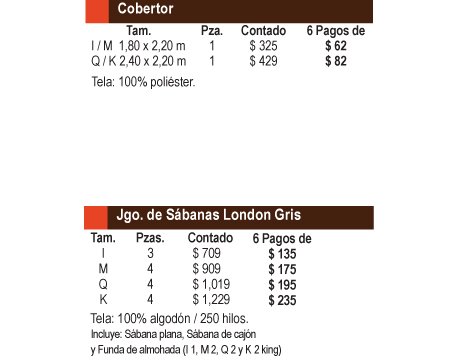 Cobertor
Tam. Pza. Contado 6 Pagos de
I / M 1,80 x 2,20 m 1 $ 325 $ 62
Q / K 2,40 x 2,20 m 1 $ 429 $ 82
Tela: 100% poliéster.
Jgo. de Sábanas London Gris
Tam. Pzas. Contado 6 Pagos de
I 3 $ 709 $ 135
M 4 $ 909 $ 175
Q 4 $ 1,019 $ 195
K 4 $ 1,229 $ 235
Tela: 100% algodón / 250 hilos.
Incluye: Sábana plana, Sábana de cajón
y Funda de almohada (I 1, M 2, Q 2 y K 2 king)